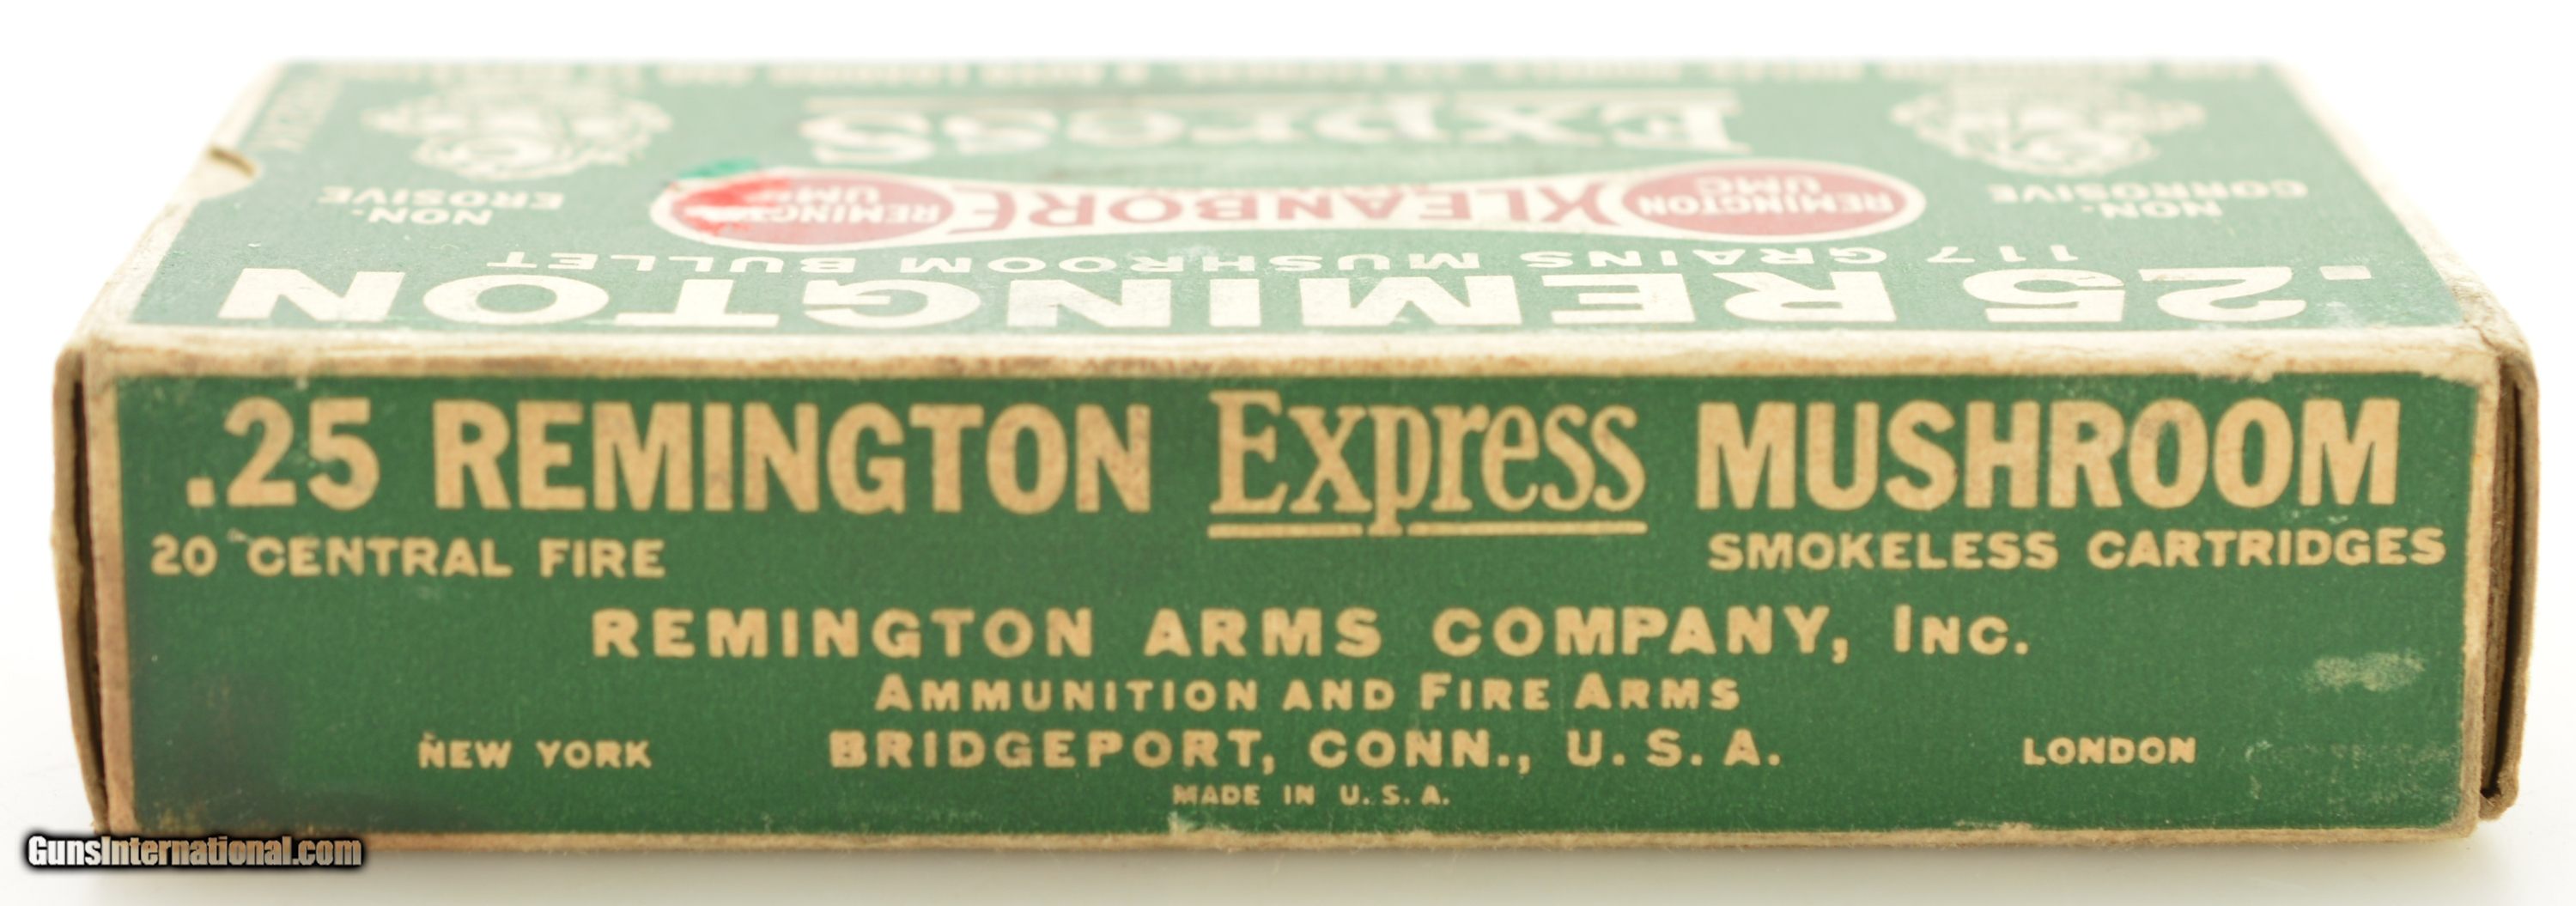 Express
NON-
CORROSIVE
REMINGTON
UMC
KLEANBORE
REMINGTON
UMC
NON-
EROSIVE
117 GRAINS MUSHROOM BULLET
.25 REMINGTON
.25 REMINGTON Express MUSHROOM
20 CENTRAL FIRE SMOKELESS CARTRIDGES
REMINGTON ARMS COMPANY, INC.
AMMUNITION AND FIRE ARMS
NEW YORK BRIDGEPORT, CONN., U.S.A. LONDON
MADE IN U.S.A.
GunsInternational.com